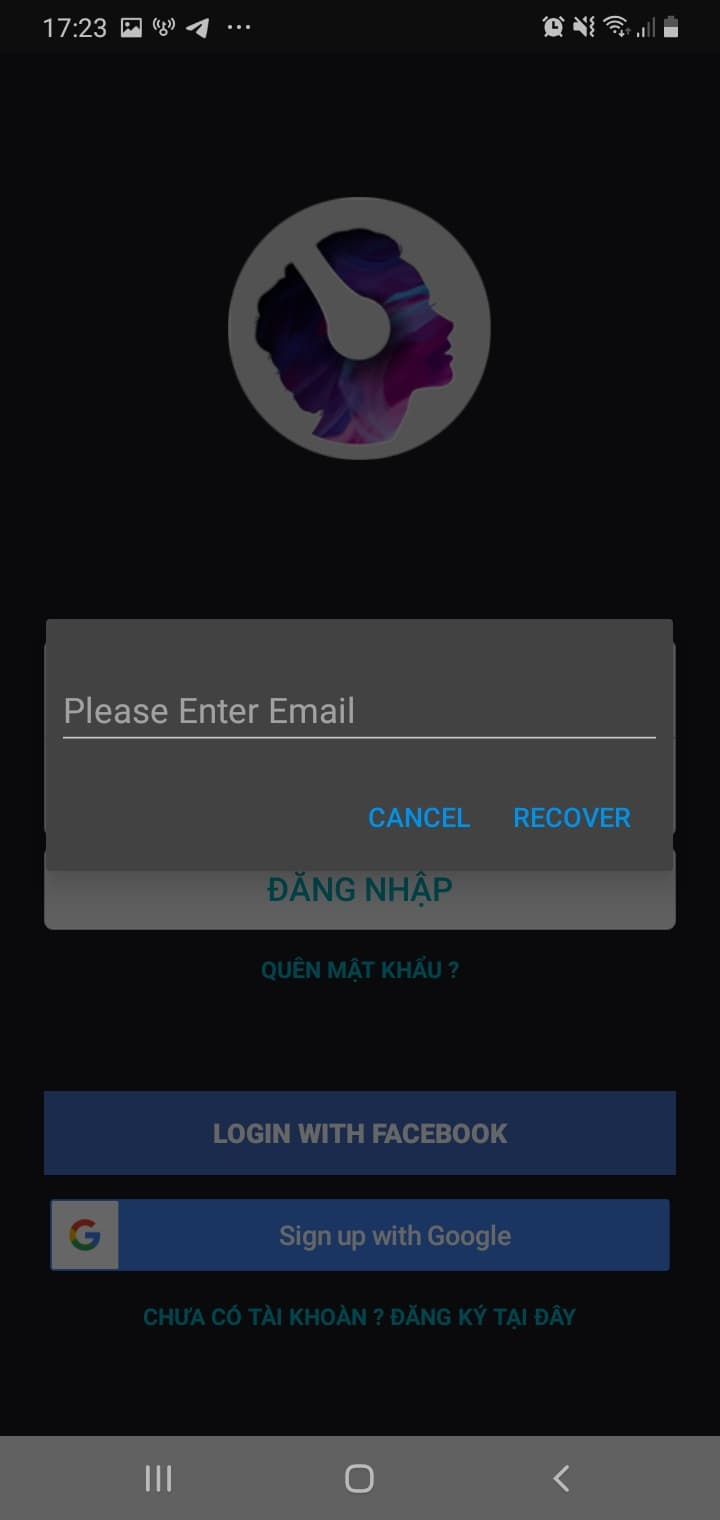 17:23
Please Enter Email
CANCEL RECOVER
ĐĂNG NHẬP
QUÊN MẬT KHẨU ?
LOGIN WITH FACEBOOK
G Sign up with Google
CHƯA CÓ TÀI KHOÀN ? ĐĂNG KÝ TẠI ĐÂY